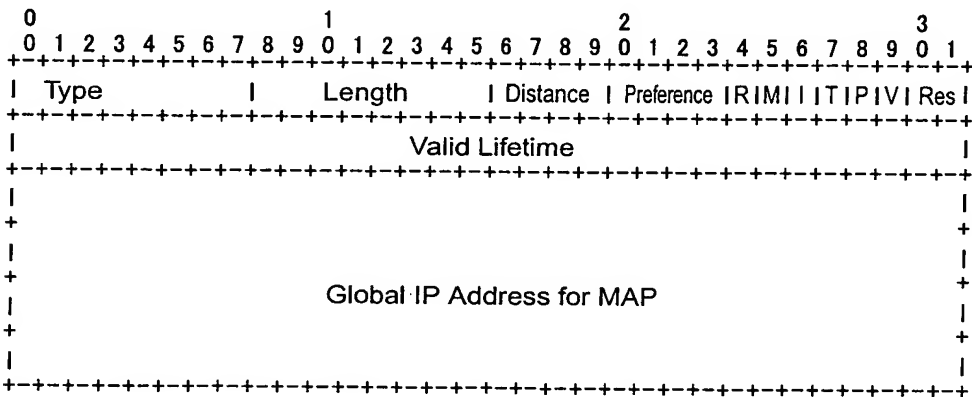 0 1 2 3
0 1 2 3 4 5 6 7 8 9 0 1 2 3 4 5 6 7 8 9 0 1 2 3 4 5 6 7 8 9 0 1
+-+-+-+-+-+-+-+-+-+-+-+-+-+-+-+-+-+-+-+-+-+-+-+-+-+-+-+-+-+-+-+-+
| Type | Length | Distance | Preference |R|M|I|T|P|V| Res |
+-+-+-+-+-+-+-+-+-+-+-+-+-+-+-+-+-+-+-+-+-+-+-+-+-+-+-+-+-+-+-+-+
| Valid Lifetime |
+-+-+-+-+-+-+-+-+-+-+-+-+-+-+-+-+-+-+-+-+-+-+-+-+-+-+-+-+-+-+-+-+
| |
+ +
| |
+ +
| Global IP Address for MAP |
+ +
| |
+-+-+-+-+-+-+-+-+-+-+-+-+-+-+-+-+-+-+-+-+-+-+-+-+-+-+-+-+-+-+-+-+